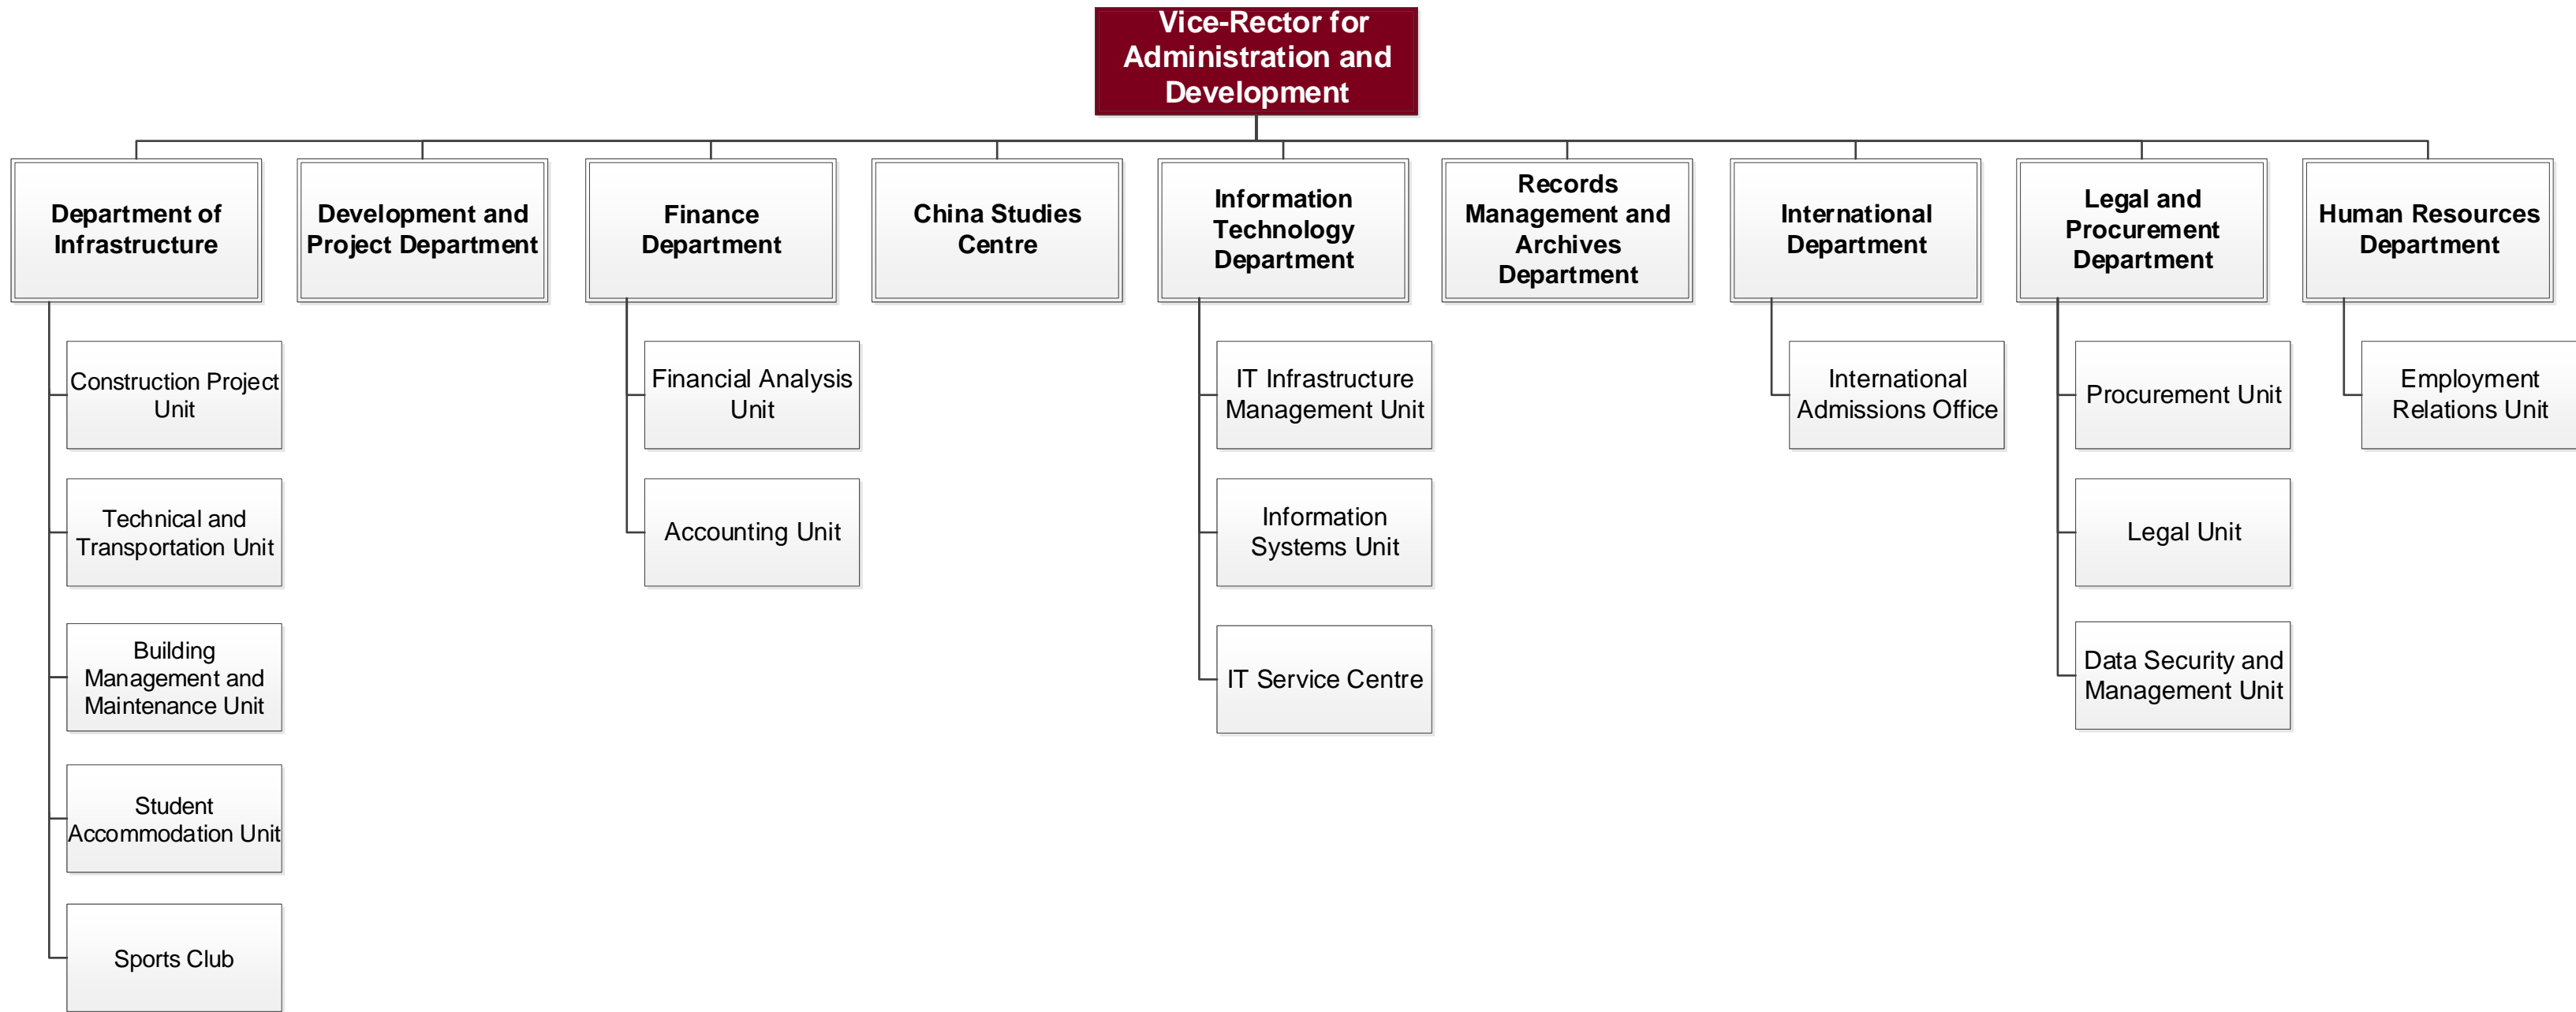 Vice-Rector for
Administration and
Development
Department of
Infrastructure
Development and
Project Department
Finance
Department
China Studies
Centre
Information
Technology
Department
Records
Management and
Archives
Department
International
Department
Legal and
Procurement
Department
Human Resources
Department
Construction Project
Unit
Technical and
Transportation Unit
Building
Management and
Maintenance Unit
Student
Accommodation Unit
Sports Club
Financial Analysis
Unit
Accounting Unit
IT Infrastructure
Management Unit
Information
Systems Unit
IT Service Centre
International
Admissions Office
Procurement Unit
Legal Unit
Data Security and
Management Unit
Employment
Relations Unit